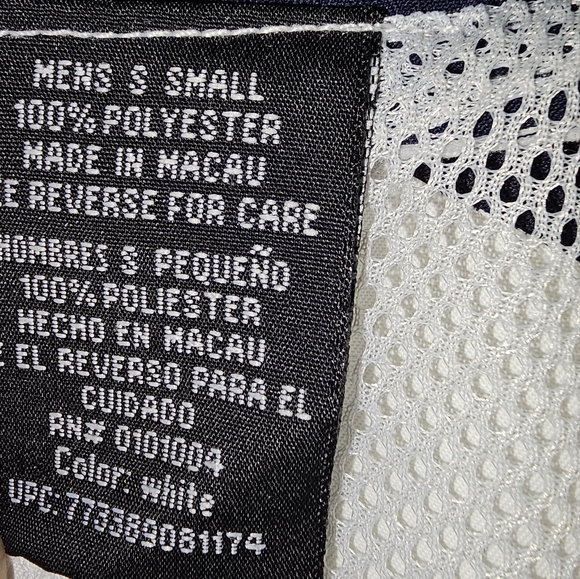 MENS S SMALL
100% POLYESTER
MADE IN MACAU
E REVERSE FOR CARE
HOMBRES S PEQUEÑO
100% POLIESTER
HECHO EN MACAU
EL REVERSO PARA EL
CUIDADO
RN# 0101004
Color: white
UPC: 773389081174